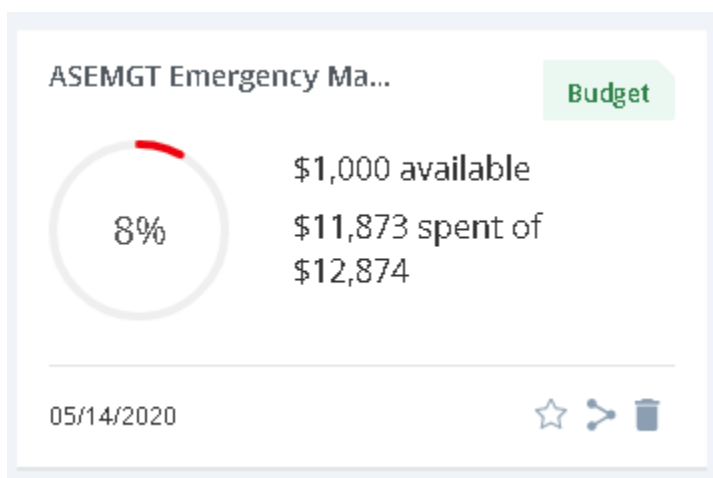 ASEMGT Emergency Ma...
Budget
8%
$1,000 available
$11,873 spent of
$12,874
05/14/2020